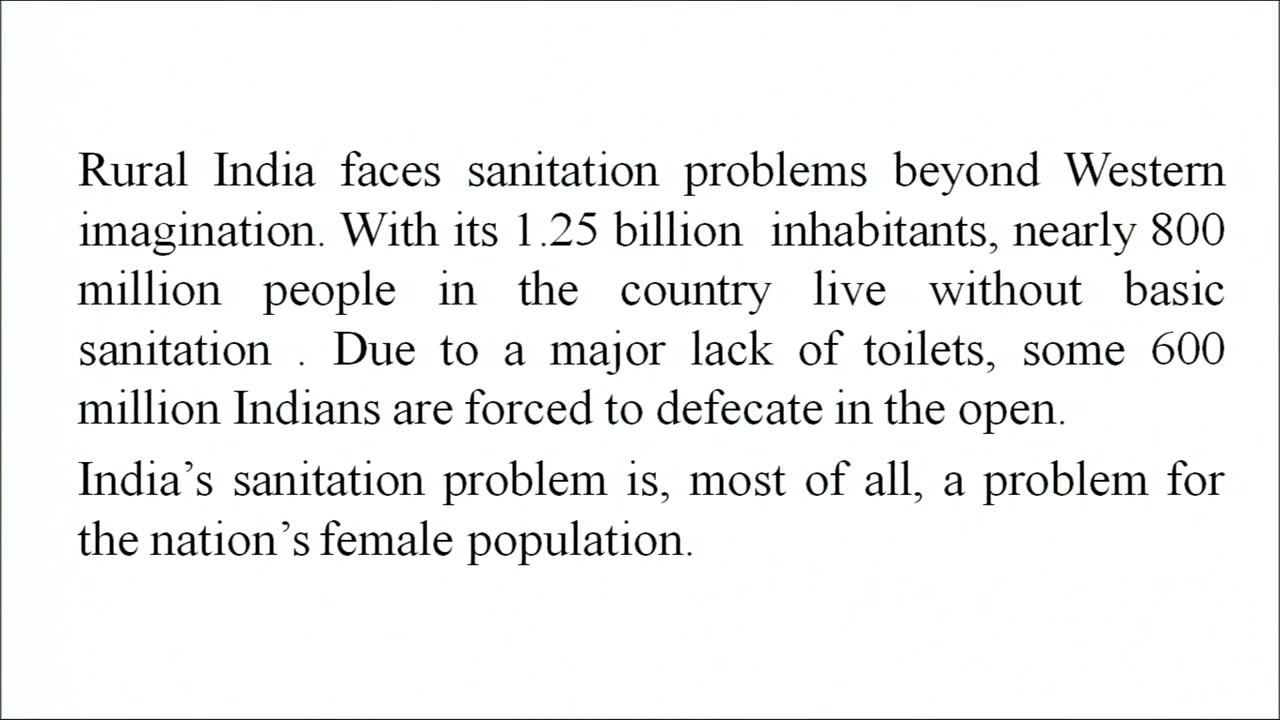 Rural India faces sanitation problems beyond Western
imagination. With its 1.25 billion inhabitants, nearly 800
million people in the country live without basic
sanitation . Due to a major lack of toilets, some 600
million Indians are forced to defecate in the open.
India’s sanitation problem is, most of all, a problem for
the nation’s female population.